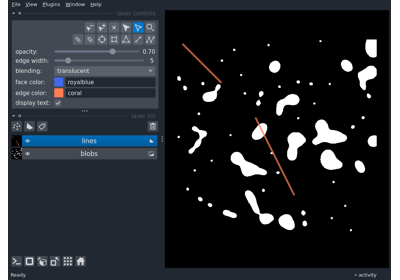 File View Plugins Window Help
layer controls
opacity: 0.70
edge width: 5
blending: translucent
face color: royalblue
edge color: coral
display text:
layer list
lines
blobs
Ready
activity